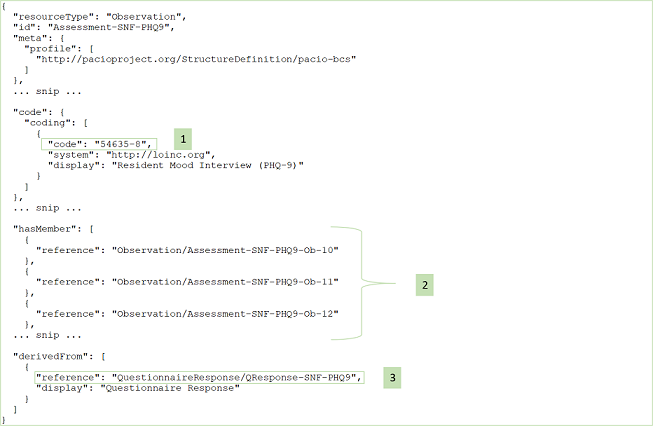 {
"resourceType": "Observation",
"id": "Assessment-SNF-PHQ9",
"meta": {
"profile": [
"http://pacioproject.org/StructureDefinition/pacio-bcs"
]
},
... snip ...
"code": {
"coding": [
{
"code": "54635-8",
1
"system": "http://loinc.org",
"display": "Resident Mood Interview (PHQ-9)"
}
]
},
... snip ...
"hasMember": [
{
"reference": "Observation/Assessment-SNF-PHQ9-Ob-10"
},
{
"reference": "Observation/Assessment-SNF-PHQ9-Ob-11"
2
},
{
"reference": "Observation/Assessment-SNF-PHQ9-Ob-12"
},
... snip ...
"derivedFrom": [
{
"reference": "QuestionnaireResponse/QResponse-SNF-PHQ9",
3
"display": "Questionnaire Response"
}
]
}